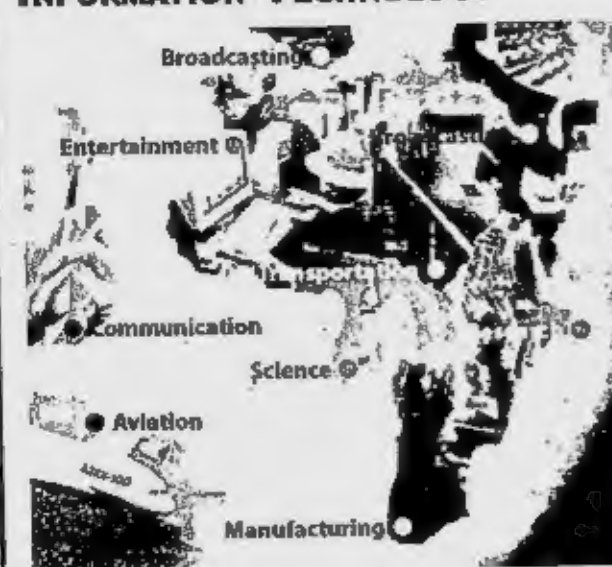 INFORMATION TECHNOLOGY
Broadcasting
Entertainment
Transportation
Communication
Science
Aviation
Manufacturing